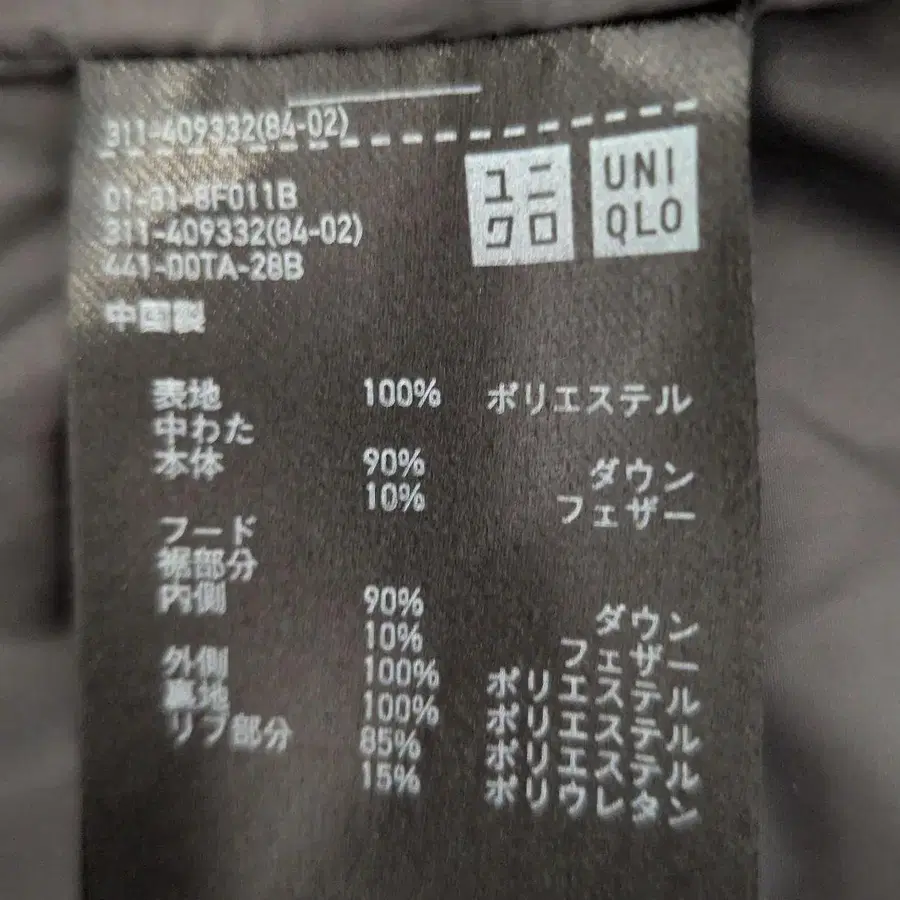 311-409332(84-02)
ユニ
クロ
UNI
QLO
01-31-8F011B
311-409332(84-02)
441-00TA-28B
中国製
表地 100% ポリエステル
中わた
本体 90% ダウン
10% フェザー
フード
裾部分
内側 90% ダウン
10% フェザー
外側 100% ポリエステル
裏地 100% ポリエステル
リブ部分 85% ポリエステル
15% ポリウレタン